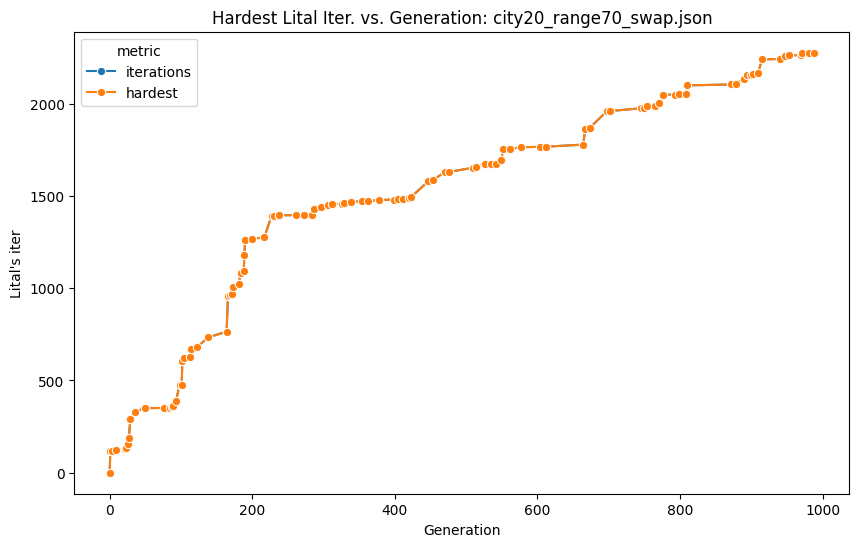 Hardest Lital Iter. vs. Generation: city20_range70_swap.json
metric
iterations
hardest
Lital's iter
2000
1500
1000
500
0
0 200 400 600 800 1000
Generation